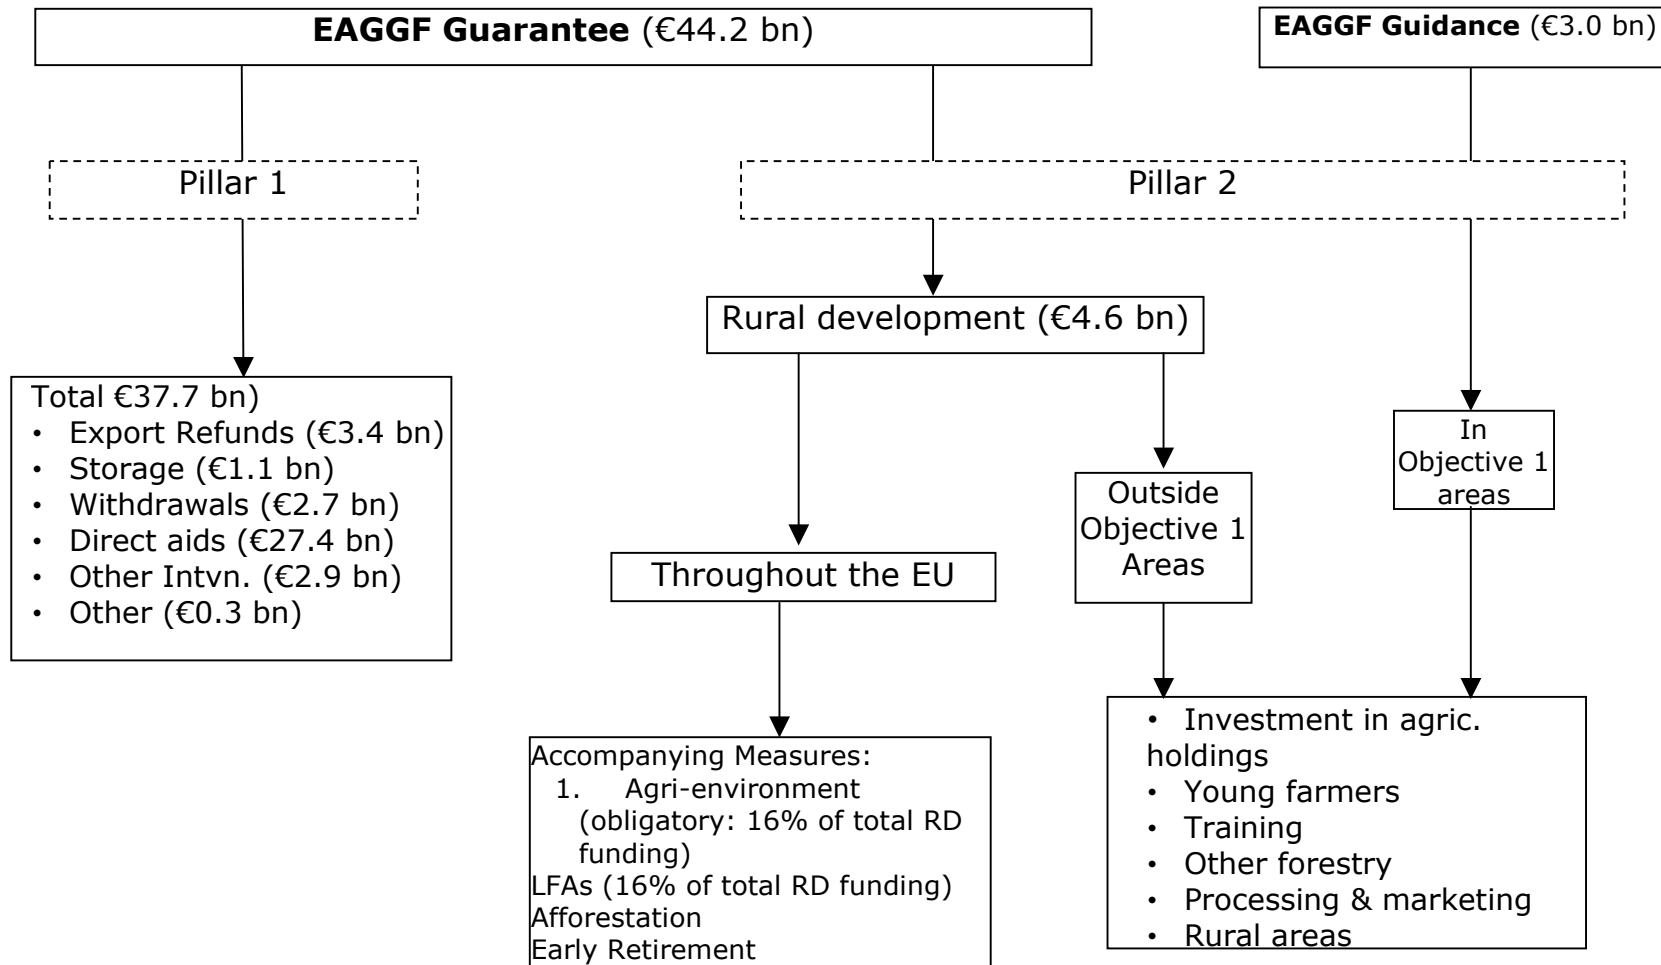 EAGGF Guarantee (€44.2 bn)
EAGGF Guidance (€3.0 bn)
Pillar 1
Pillar 2
Rural development (€4.6 bn)
Total €37.7 bn)
• Export Refunds (€3.4 bn)
• Storage (€1.1 bn)
• Withdrawals (€2.7 bn)
• Direct aids (€27.4 bn)
• Other Intvn. (€2.9 bn)
• Other (€0.3 bn)
In
Objective 1
areas
Outside
Objective 1
Areas
Throughout the EU
Accompanying Measures:
1. Agri-environment
(obligatory: 16% of total RD
funding)
LFAs (16% of total RD funding)
Afforestation
Early Retirement
• Investment in agric.
holdings
• Young farmers
• Training
• Other forestry
• Processing & marketing
• Rural areas